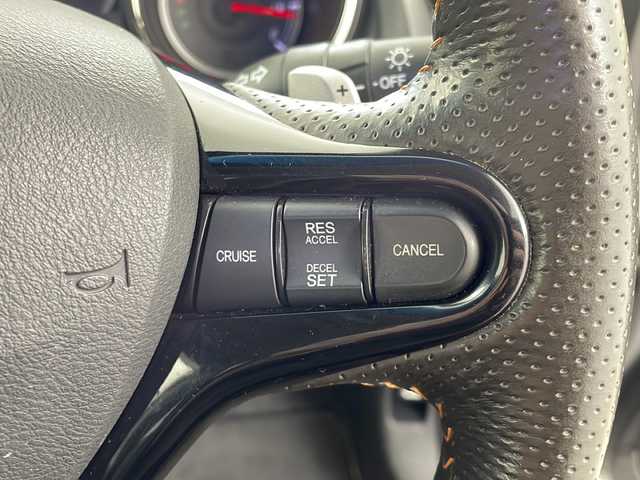 +
-OFF
CRUISE
RES
ACCEL
DECEL
SET
CANCEL